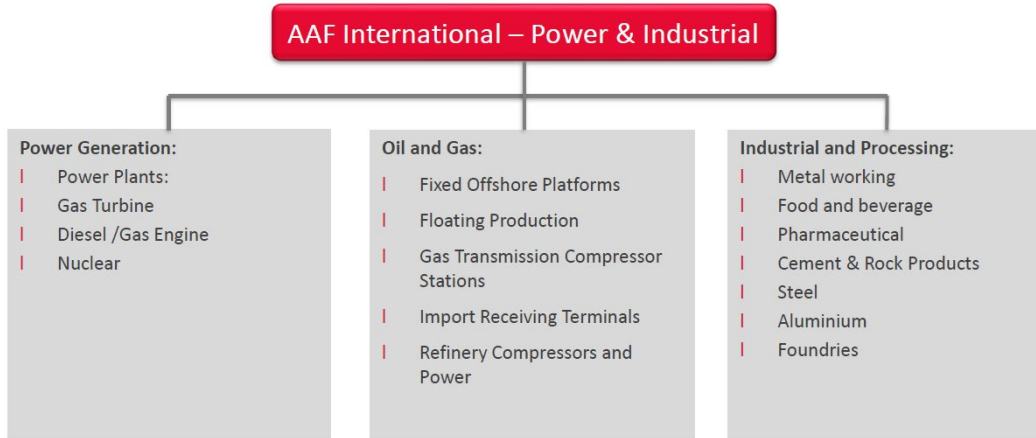 AAF International – Power & Industrial
Power Generation:
Power Plants:
Gas Turbine
Diesel /Gas Engine
Nuclear
Oil and Gas:
Fixed Offshore Platforms
Floating Production
Gas Transmission Compressor
Stations
Import Receiving Terminals
Refinery Compressors and
Power
Industrial and Processing:
Metal working
Food and beverage
Pharmaceutical
Cement & Rock Products
Steel
Aluminium
Foundries